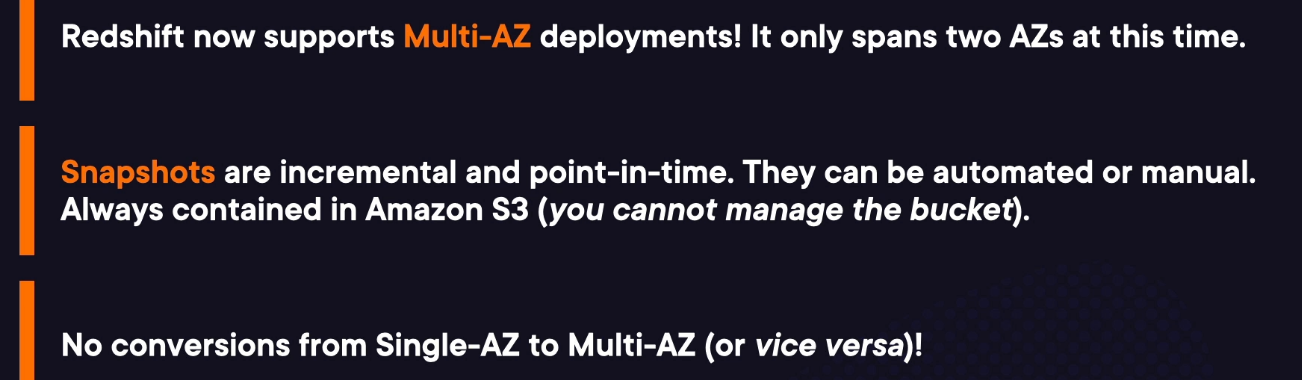 Redshift now supports Multi-AZ deployments! It only spans two AZs at this time.
Snapshots are incremental and point-in-time. They can be automated or manual.
Always contained in Amazon S3 (you cannot manage the bucket).
No conversions from Single-AZ to Multi-AZ (or vice versa)!